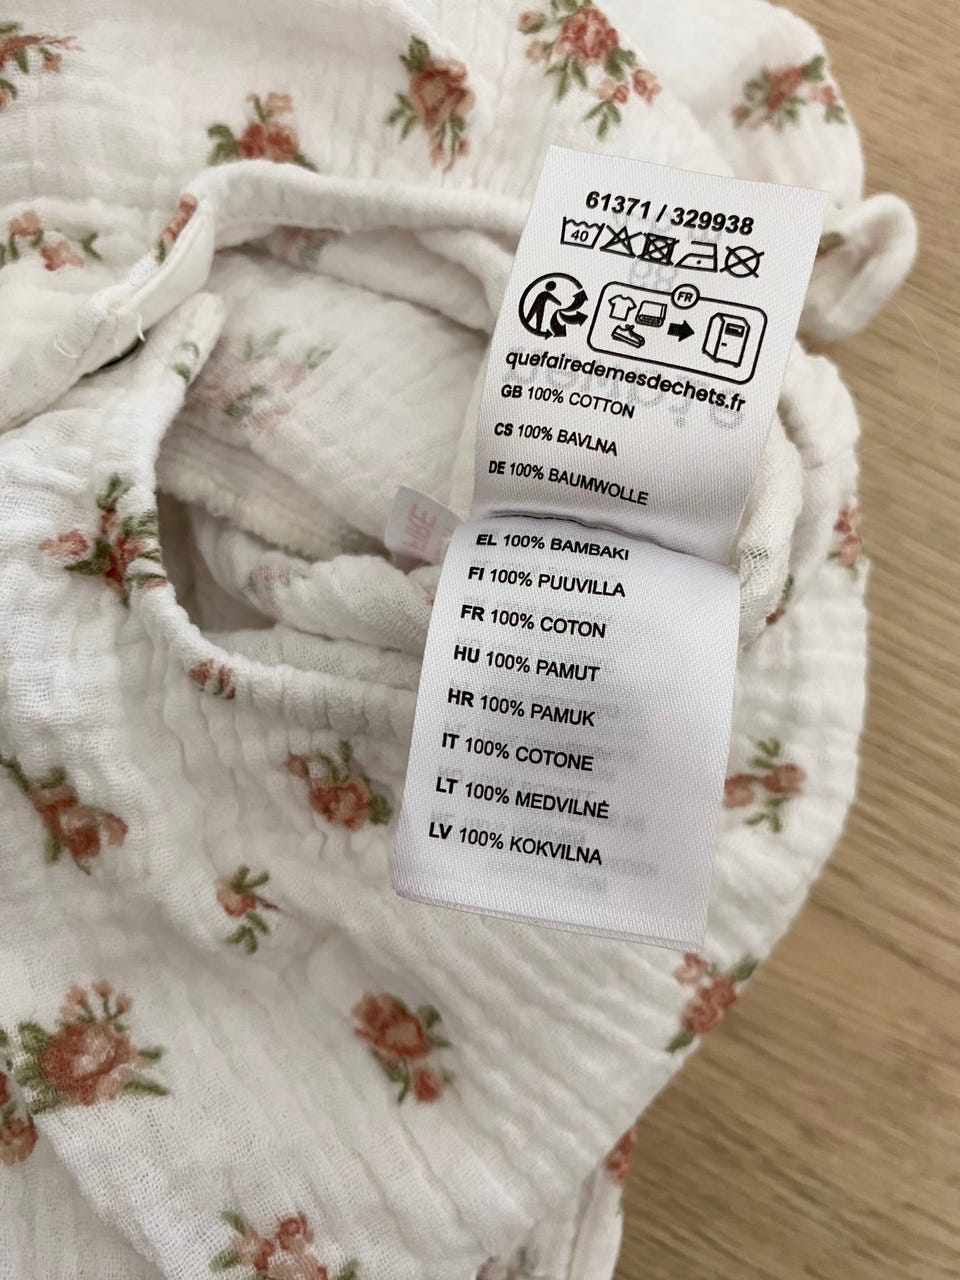 61371 / 329938
40
FR
quefairedemesdechets.fr
GB 100% COTTON
CS 100% BAVLNA
DE 100% BAUMWOLLE
EL 100% BAMBAKI
FI 100% PUUVILLA
FR 100% COTON
HU 100% PAMUT
HR 100% PAMUK
IT 100% COTONE
LT 100% MEDVILNĖ
LV 100% KOKVILNA